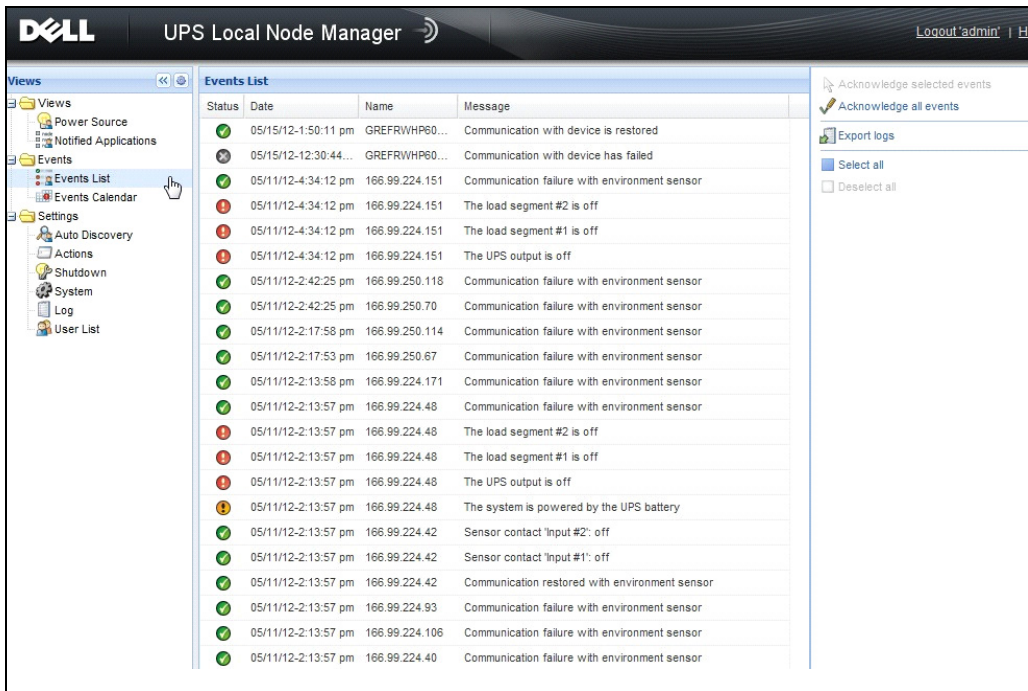 DELL UPS Local Node Manager Logout 'admin' | H
Views
Views
Power Source
Notified Applications
Events
Events List
Events Calendar
Settings
Auto Discovery
Actions
Shutdown
System
Log
User List
Events List
Status Date Name Message
05/15/12-1:50:11 pm GREFRWHP60... Communication with device is restored
05/15/12-12:30:44... GREFRWHP60... Communication with device has failed
05/11/12-4:34:12 pm 166.99.224.151 Communication failure with environment sensor
05/11/12-4:34:12 pm 166.99.224.151 The load segment #2 is off
05/11/12-4:34:12 pm 166.99.224.151 The load segment #1 is off
05/11/12-4:34:12 pm 166.99.224.151 The UPS output is off
05/11/12-2:42:25 pm 166.99.250.118 Communication failure with environment sensor
05/11/12-2:42:25 pm 166.99.250.70 Communication failure with environment sensor
05/11/12-2:17:58 pm 166.99.250.114 Communication failure with environment sensor
05/11/12-2:17:53 pm 166.99.250.67 Communication failure with environment sensor
05/11/12-2:13:58 pm 166.99.224.171 Communication failure with environment sensor
05/11/12-2:13:57 pm 166.99.224.48 Communication failure with environment sensor
05/11/12-2:13:57 pm 166.99.224.48 The load segment #2 is off
05/11/12-2:13:57 pm 166.99.224.48 The load segment #1 is off
05/11/12-2:13:57 pm 166.99.224.48 The UPS output is off
05/11/12-2:13:57 pm 166.99.224.48 The system is powered by the UPS battery
05/11/12-2:13:57 pm 166.99.224.42 Sensor contact 'Input #2': off
05/11/12-2:13:57 pm 166.99.224.42 Sensor contact 'Input #1': off
05/11/12-2:13:57 pm 166.99.224.42 Communication restored with environment sensor
05/11/12-2:13:57 pm 166.99.224.93 Communication failure with environment sensor
05/11/12-2:13:57 pm 166.99.224.106 Communication failure with environment sensor
05/11/12-2:13:57 pm 166.99.224.40 Communication failure with environment sensor
Acknowledge selected events
Acknowledge all events
Export logs
Select all
Deselect all